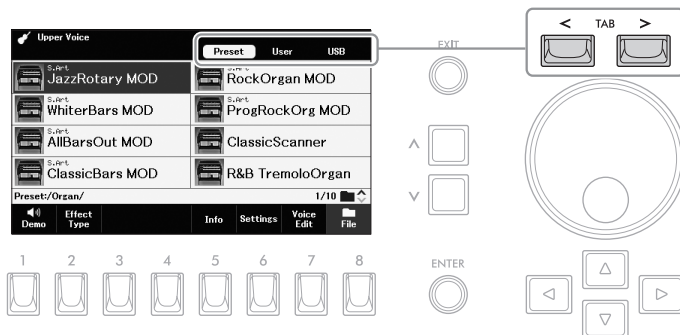 < TAB >
Upper Voice
Preset User USB
EXIT
S.Art
JazzRotary MOD
S.Art
RockOrgan MOD
S.Art
WhiterBars MOD
S.Art
ProgRockOrg MOD
S.Art
AllBarsOut MOD
ClassicScanner
S.Art
ClassicBars MOD
R&B TremoloOrgan
Preset:/Organ/ 1/10
Demo Effect Type Info Settings Voice Edit File
1 2 3 4 5 6 7 8
ENTER